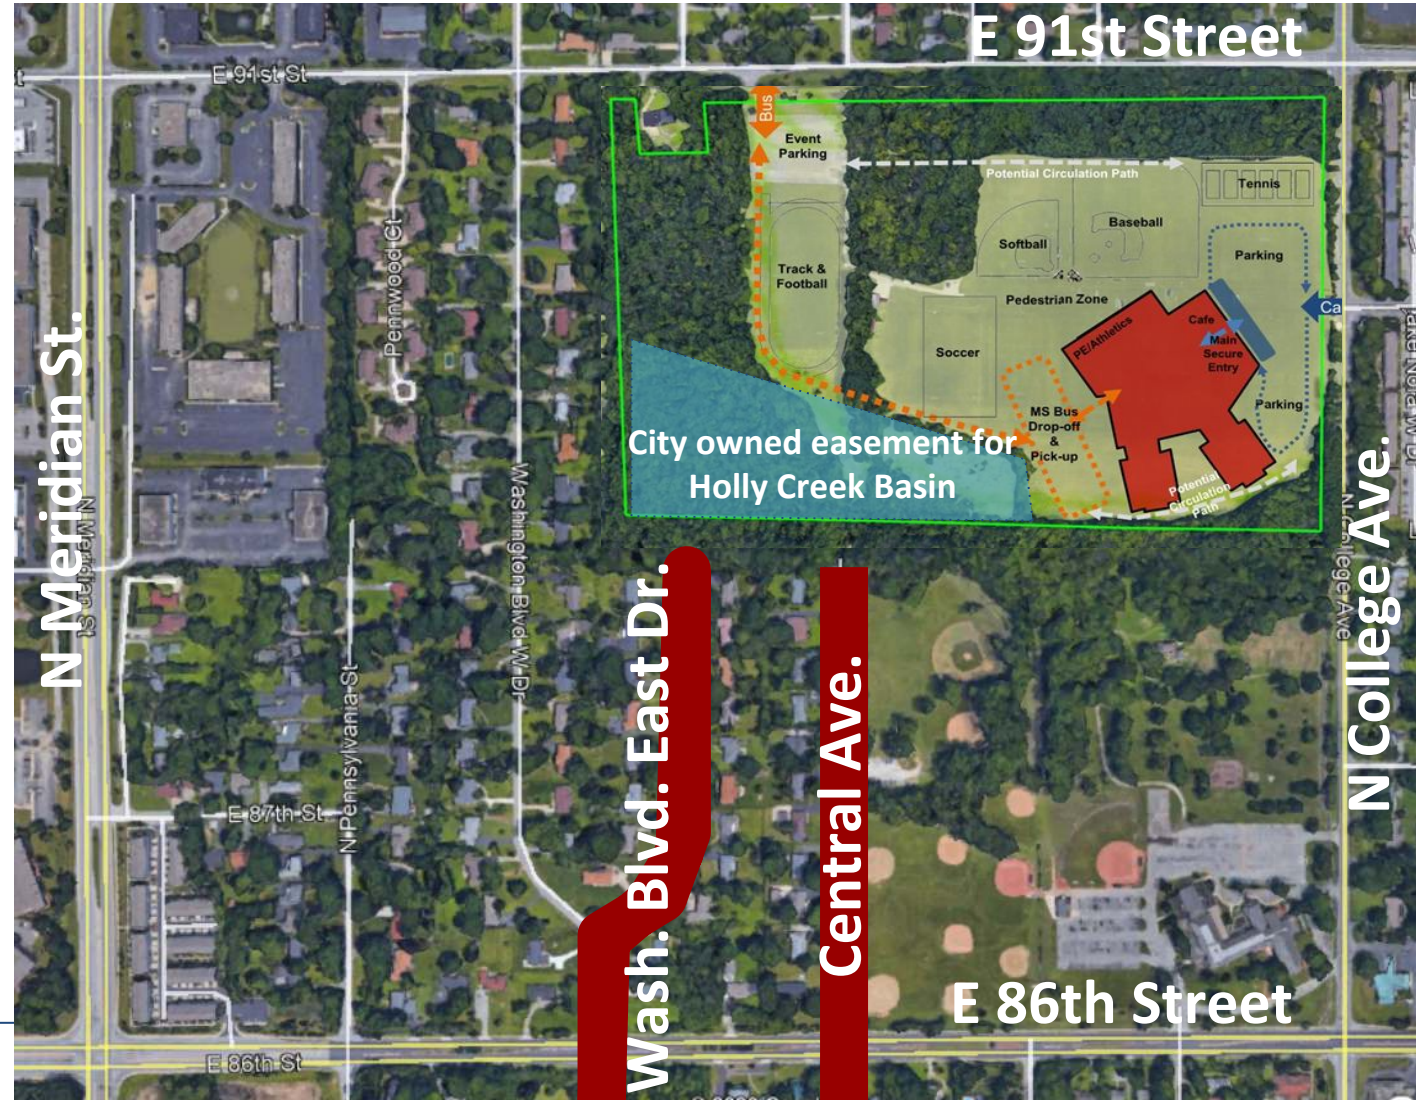 E 91st Street
E 91st St
Bus
Event
Parking
Potential Circulation Path
Tennis
Baseball
Softball
Parking
Track &
Football
Pedestrian Zone
Ca
Cafe
PE/Athletics
Main
Secure
Entry
Soccer
MS Bus
Drop-off
&
Pick-up
Parking
City owned easement for
Holly Creek Basin
Potential
Circulation
Path
Pennwood Ct
N Meridian St.
N Meridian St
Washington Blvd W Dr
N College Ave.
N College Ave
Wash. Blvd. East Dr.
Central Ave.
N Pennsylvania St
E 87th St
E 86th Street
E 86th St